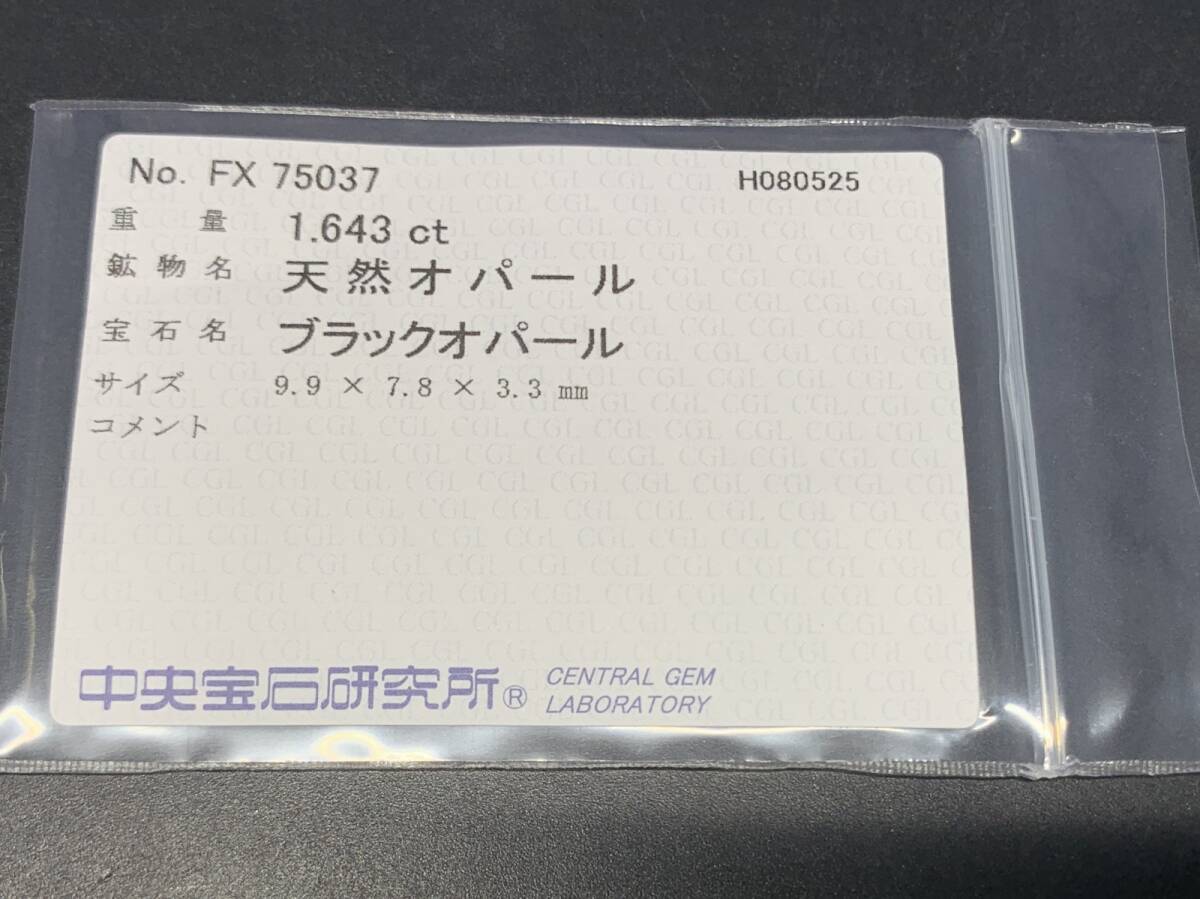 No. FX 75037 H080525
重量 1.643 ct
鉱物名 天然オパール
宝石名 ブラックオパール
サイズ 9.9 × 7.8 × 3.3 mm
コメント
中央宝石研究所® CENTRAL GEM
LABORATORY